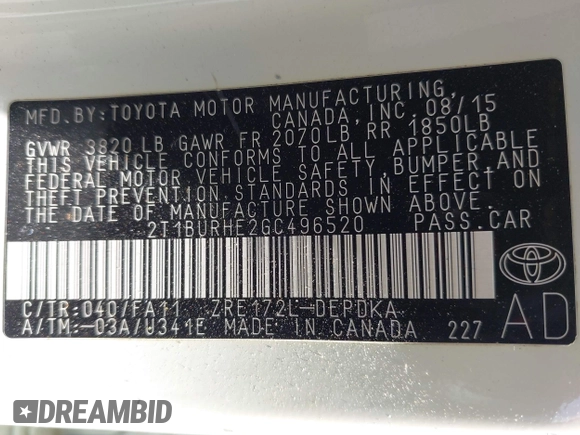 MFD. BY: TOYOTA MOTOR MANUFACTURING,
CANADA, INC. 08/15
GVWR 3820 LB GAWR FR 2070LB RR 1850LB
THIS VEHICLE CONFORMS TO ALL APPLICABLE
FEDERAL MOTOR VEHICLE SAFETY, BUMPER, AND
THEFT PREVENTION STANDARDS IN EFFECT ON
THE DATE OF MANUFACTURE SHOWN ABOVE.
2T1BURHE2GC496520 PASS. CAR
C/TR: 040/FA11 ZRE172L-DEPDKA
A/TM: -03A/U341E MADE IN CANADA 227
AD
DREAMBID